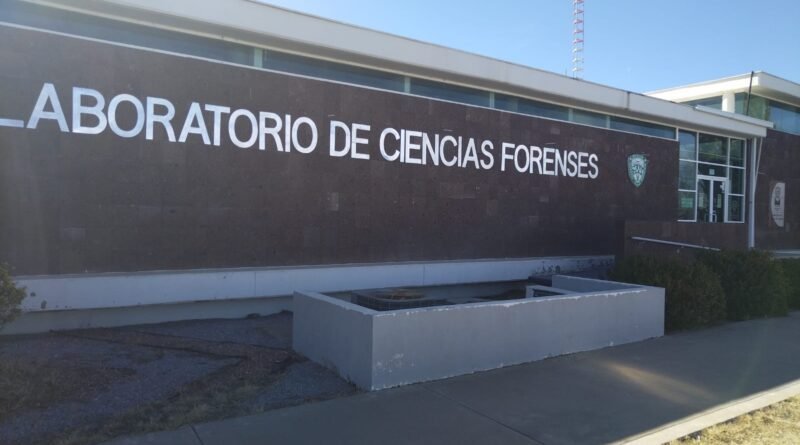 LABORATORIO DE CIENCIAS FORENSES